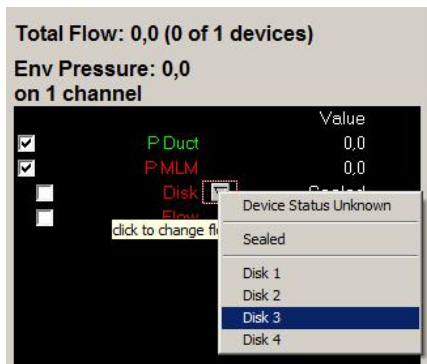 Total Flow: 0,0 (0 of 1 devices)
Env Pressure: 0,0
on 1 channel
Value
P Duct 0,0
P MLM 0,0
Disk Sealed
Flow
click to change fl
Device Status Unknown
Sealed
Disk 1
Disk 2
Disk 3
Disk 4